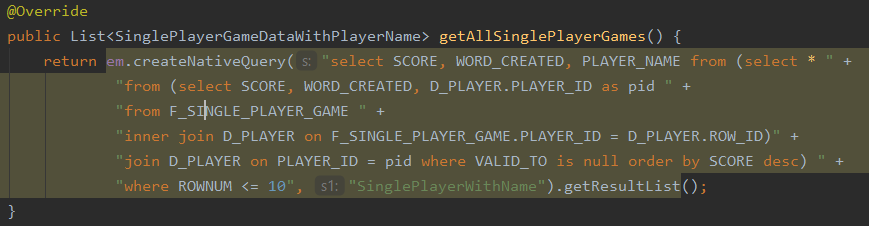 @Override
public List<SinglePlayerGameDataWithPlayerName> getAllSinglePlayerGames() {
return em.createNativeQuery( s: "select SCORE, WORD_CREATED, PLAYER_NAME from (select * " +
"from (select SCORE, WORD_CREATED, D_PLAYER.PLAYER_ID as pid " +
"from F_SINGLE_PLAYER_GAME " +
"inner join D_PLAYER on F_SINGLE_PLAYER_GAME.PLAYER_ID = D_PLAYER.ROW_ID)" +
"join D_PLAYER on PLAYER_ID = pid where VALID_TO is null order by SCORE desc) " +
"where ROWNUM <= 10", s1: "SinglePlayerWithName").getResultList();
}